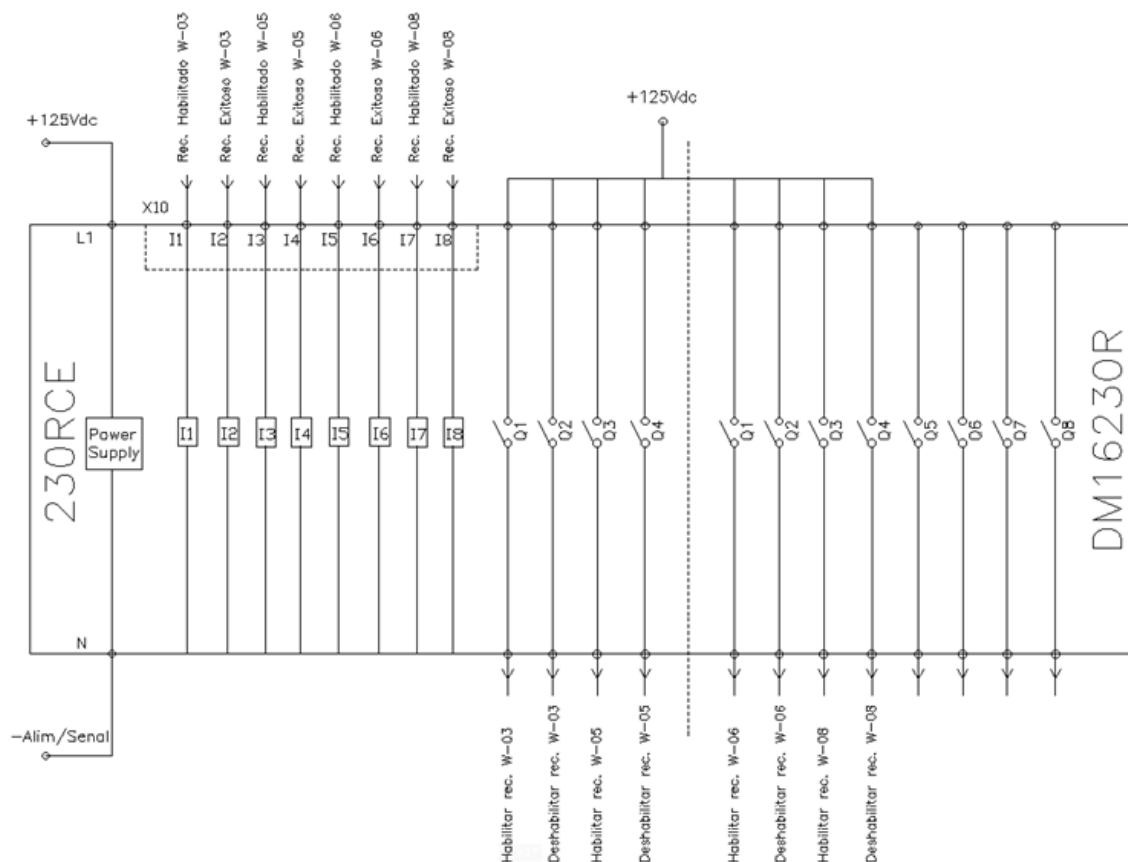 Rec. Habilitado W-03
Rec. Exitoso W-03
Rec. Habilitado W-05
Rec. Exitoso W-05
Rec. Habilitado W-06
Rec. Exitoso W-06
Rec. Habilitado W-08
Rec. Exitoso W-08
+125Vdc
+125Vdc
X10
L1
I1
I2
I3
I4
I5
I6
I7
I8
230RCE
Power
Supply
I1
I2
I3
I4
I5
I6
I7
I8
Q1
Q2
Q3
Q4
Q1
Q2
Q3
Q4
Q5
Q6
Q7
Q8
DM16230R
N
-Alim/Senal
Habilitar rec. W-03
Deshabilitar rec. W-03
Habilitar rec. W-05
Deshabilitar rec. W-05
Habilitar rec. W-06
Deshabilitar rec. W-06
Habilitar rec. W-08
Deshabilitar rec. W-08